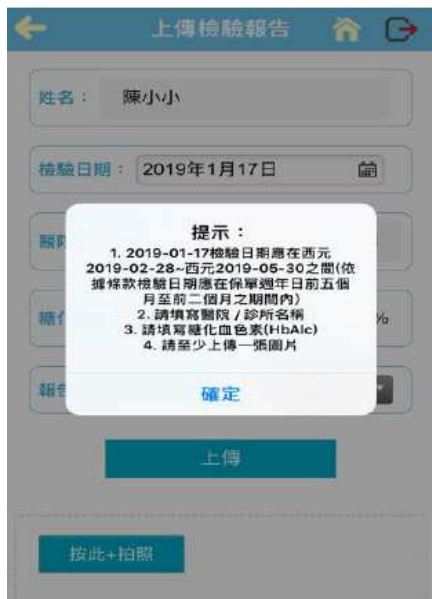 上傳檢驗報告
姓名： 陳小小
檢驗日期： 2019年1月17日
醫院
提示：
1. 2019-01-17檢驗日期應在西元
2019-02-28~西元2019-05-30之間(依
據條款檢驗日期應在保單週年日前五個
月至前二個月之期間內)
2. 請填寫醫院 / 診所名稱
3. 請填寫糖化血色素(HbAlc)
4. 請至少上傳一張圖片
糖化
%
報告
確定
上傳
按此+拍照